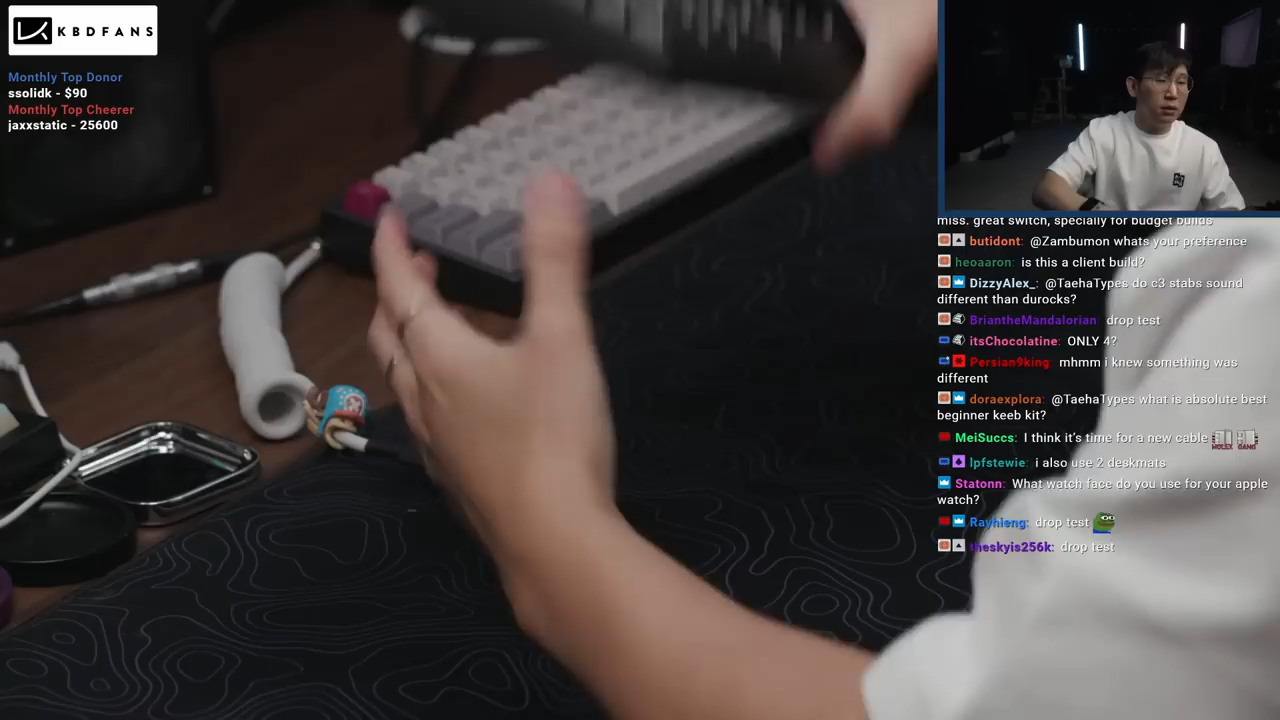 KBDFANS
Monthly Top Donor
ssolidk - $90
Monthly Top Cheerer
jaxxstatic - 25600
miss. great switch, specially for budget builds
butidont: @Zambumon whats your preference
heoaaron: is this a client build?
DizzyAlex_: @TaehaTypes do c3 stabs sound
different than durocks?
BriantheMandalorian: drop test
itsChocolatine: ONLY 4?
Persian9king: mhmm i knew something was
different
doraexplora: @TaehaTypes what is absolute best
beginner keeb kit?
MeiSuccs: I think it's time for a new cable
lpfstewie: i also use 2 deskmats
Statonn: What watch face do you use for your apple
watch?
Rayhieng: drop test
theskyis256k: drop test